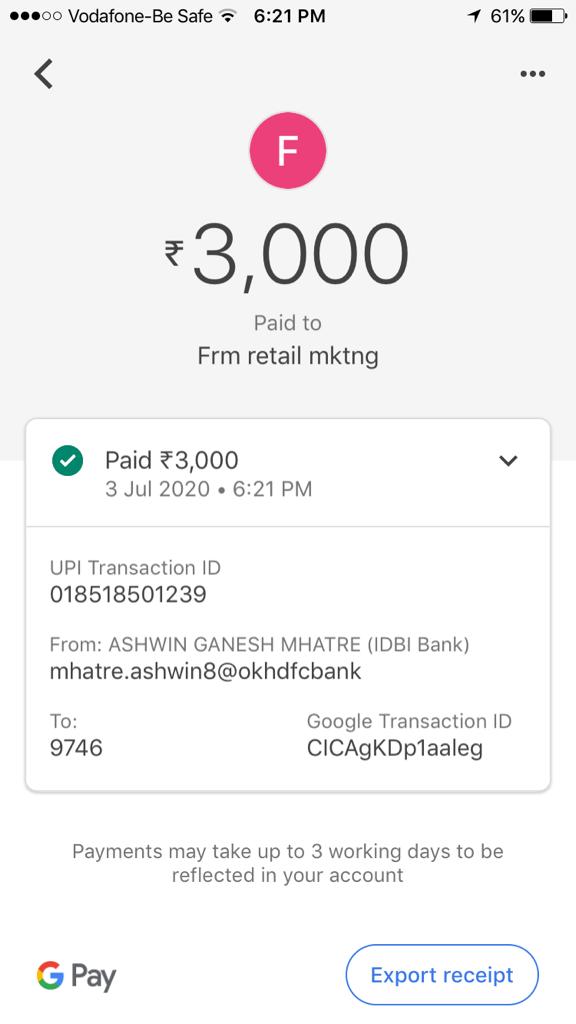 Vodafone-Be Safe 6:21 PM 61%
F
₹3,000
Paid to
Frm retail mktng
Paid ₹3,000
3 Jul 2020 • 6:21 PM
UPI Transaction ID
018518501239
From: ASHWIN GANESH MHATRE (IDBI Bank)
mhatre.ashwin8@okhdfcbank
To:
9746
Google Transaction ID
CICAgKDp1aaleg
Payments may take up to 3 working days to be
reflected in your account
G Pay
Export receipt